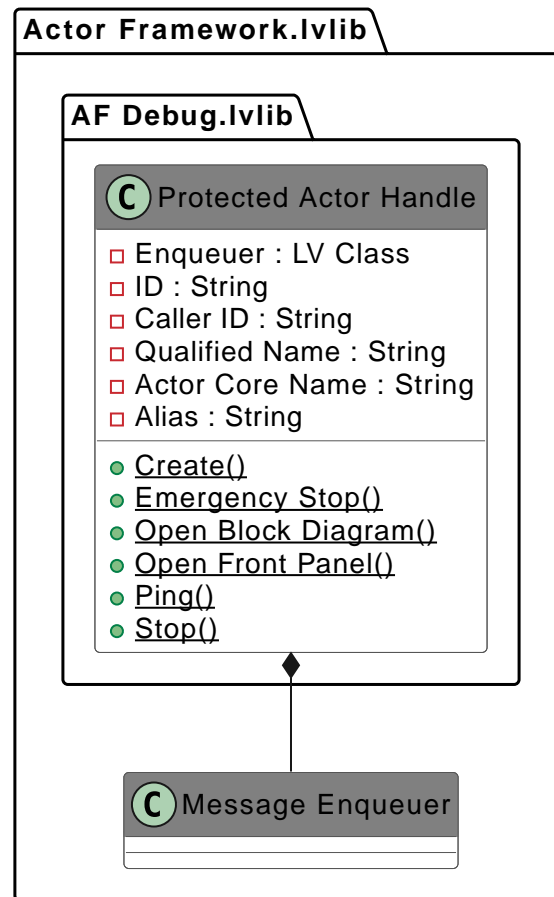 Actor Framework.lvlib
AF Debug.lvlib
C Protected Actor Handle
Enqueuer : LV Class
ID : String
Caller ID : String
Qualified Name : String
Actor Core Name : String
Alias : String
Create()
Emergency Stop()
Open Block Diagram()
Open Front Panel()
Ping()
Stop()
C Message Enqueuer